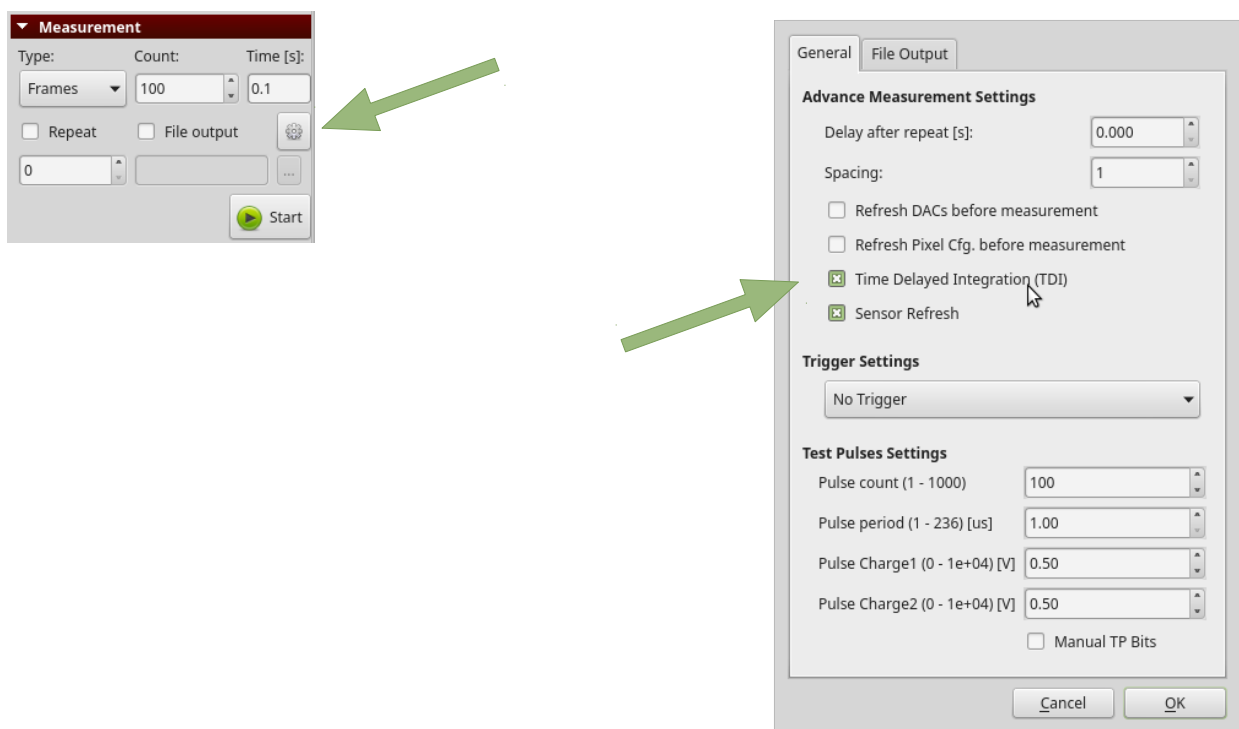 Measurement
Type: Count: Time [s]:
Frames 100 0.1
Repeat File output
0 ...
Start
General File Output
Advance Measurement Settings
Delay after repeat [s]: 0.000
Spacing: 1
Refresh DACs before measurement
Refresh Pixel Cfg. before measurement
Time Delayed Integration (TDI)
Sensor Refresh
Trigger Settings
No Trigger
Test Pulses Settings
Pulse count (1 - 1000) 100
Pulse period (1 - 236) [us] 1.00
Pulse Charge1 (0 - 1e+04) [V] 0.50
Pulse Charge2 (0 - 1e+04) [V] 0.50
Manual TP Bits
Cancel OK